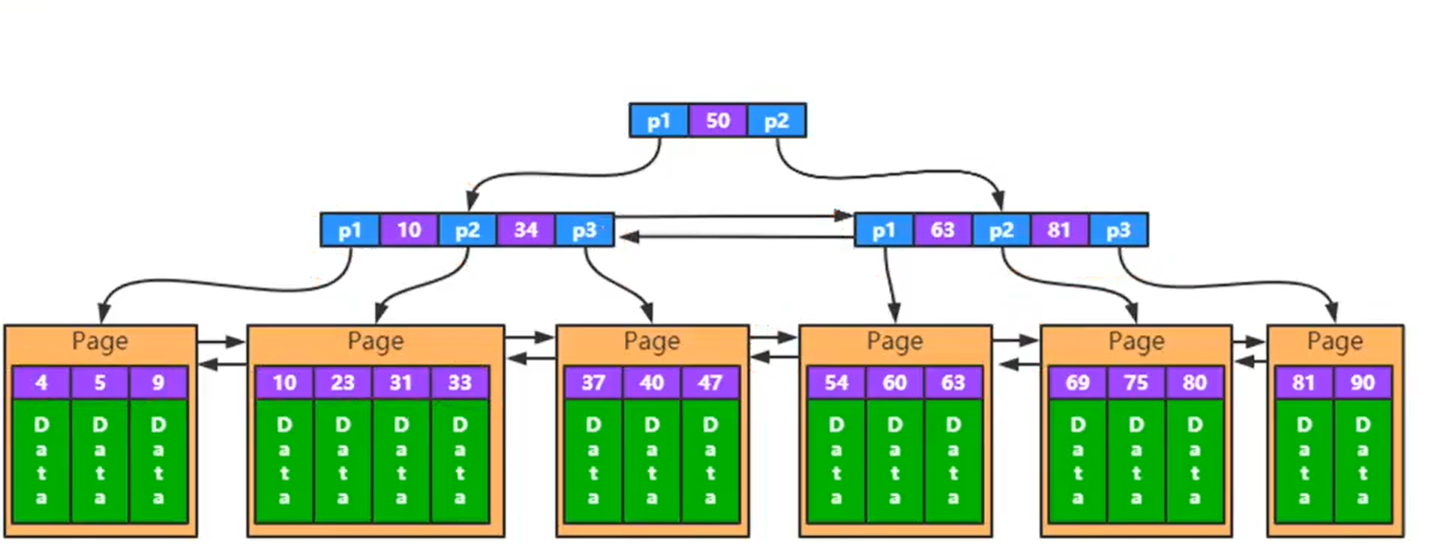 p1 50 p2
p1 10 p2 34 p3
p1 63 p2 81 p3
Page
4 5 9
Data Data Data
Page
10 23 31 33
Data Data Data Data
Page
37 40 47
Data Data Data
Page
54 60 63
Data Data Data
Page
69 75 80
Data Data Data
Page
81 90
Data Data